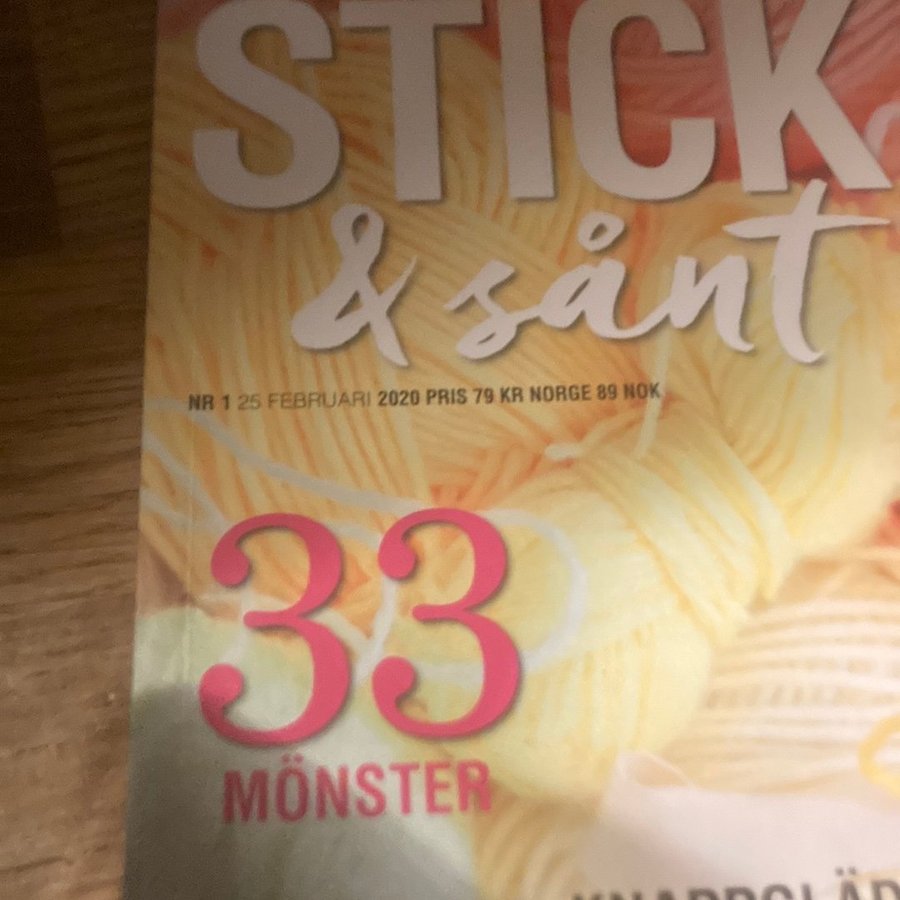 STICK
& sånt
NR 1 25 FEBRUARI 2020 PRIS 79 KR NORGE 89 NOK
33
MÖNSTER